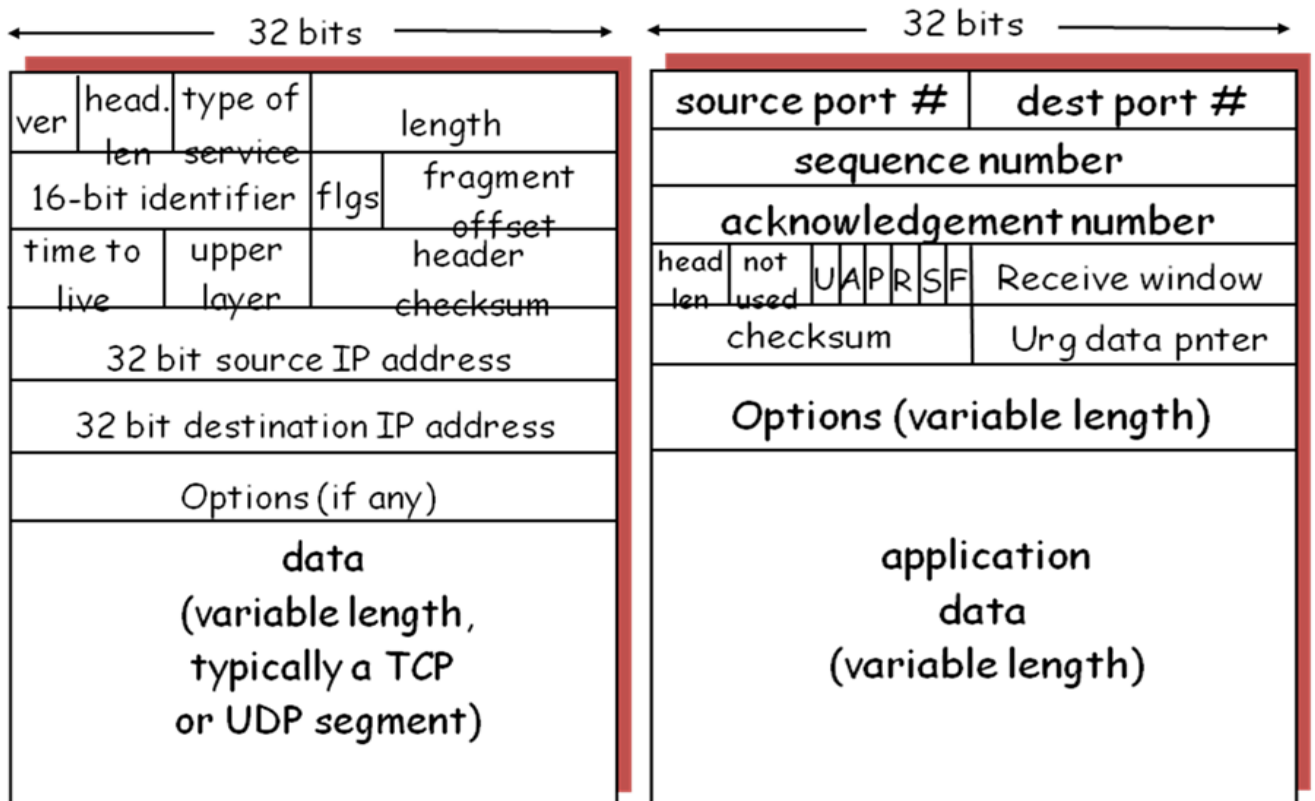 32 bits
ver
head.
len
type of
service
length
16-bit identifier
flgs
fragment
offset
time to
live
upper
layer
header
checksum
32 bit source IP address
32 bit destination IP address
Options (if any)
data
(variable length,
typically a TCP
or UDP segment)
32 bits
source port #
dest port #
sequence number
acknowledgement number
head
len
not
used
U
A
P
R
S
F
Receive window
checksum
Urg data pnter
Options (variable length)
application
data
(variable length)